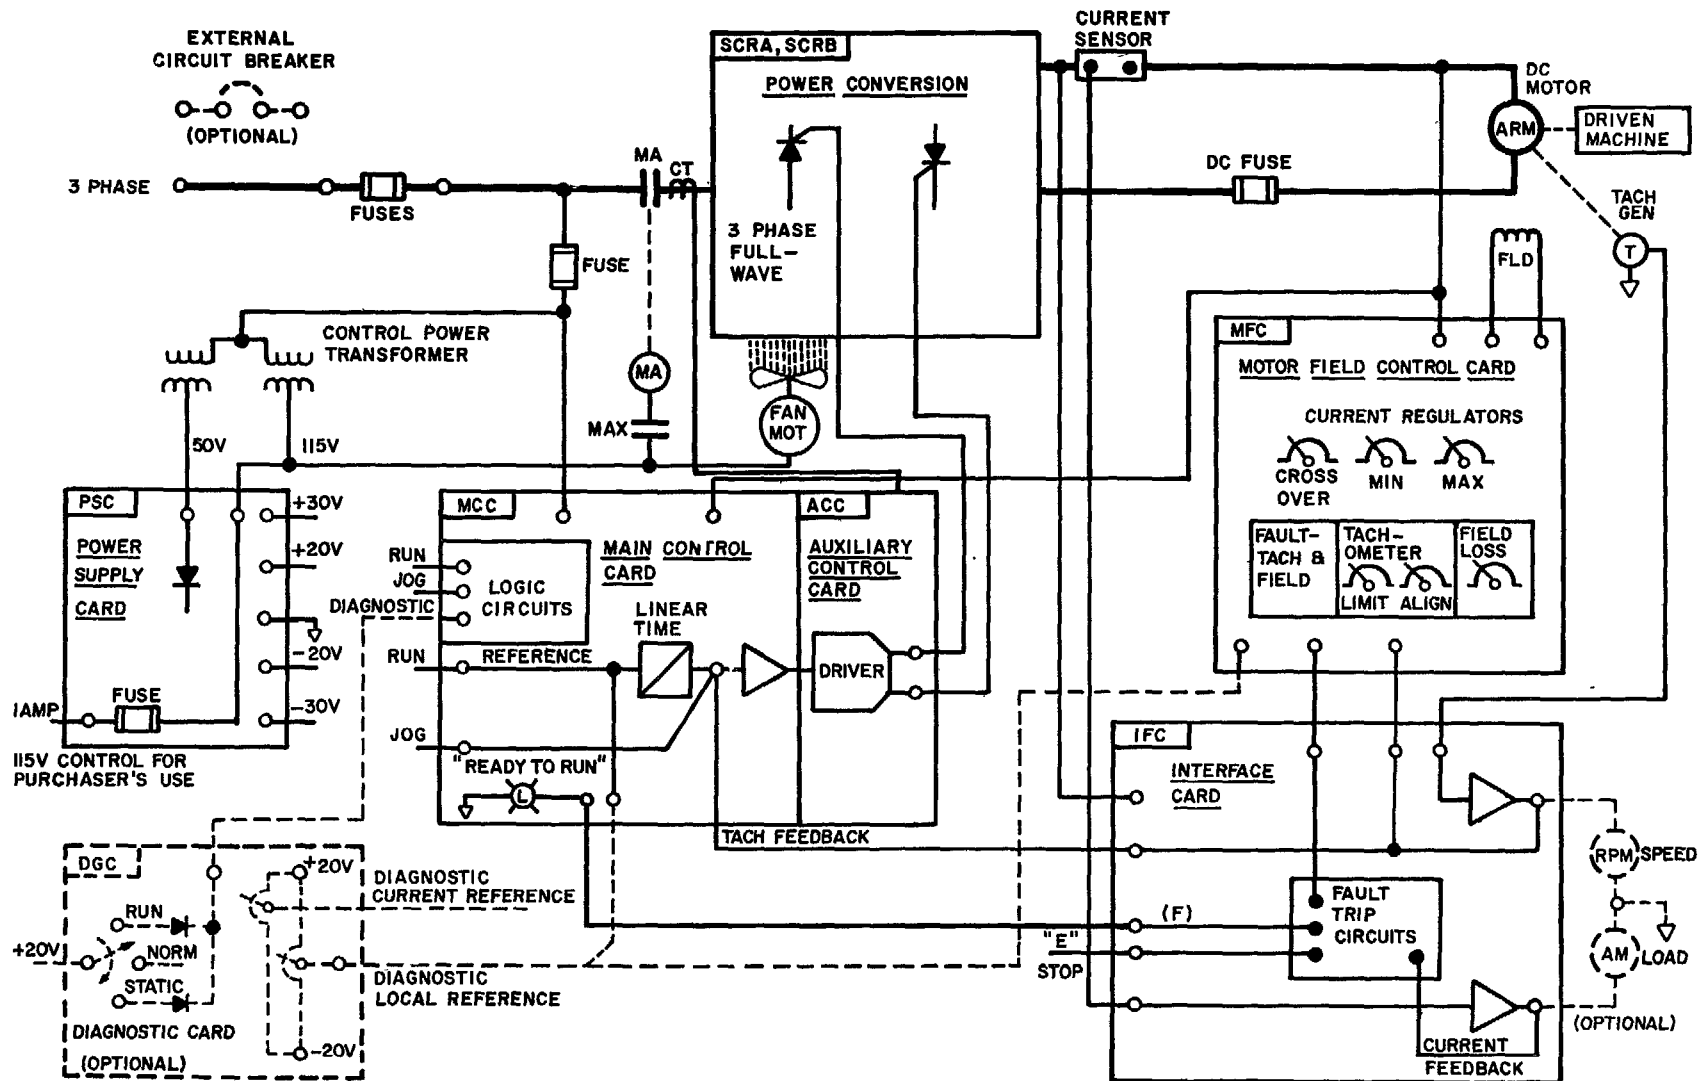 EXTERNAL
CIRCUIT BREAKER
(OPTIONAL)
3 PHASE
FUSES
FUSE
MA
CT
SCRA, SCRB
POWER CONVERSION
3 PHASE
FULL-
WAVE
CURRENT
SENSOR
DC
MOTOR
ARM
DRIVEN
MACHINE
DC FUSE
TACH
GEN
T
FLD
CONTROL POWER
TRANSFORMER
50V
115V
MA
MAX
FAN
MOT
MFC
MOTOR FIELD CONTROL CARD
CURRENT REGULATORS
CROSS
OVER
MIN
MAX
FAULT-
TACH &
FIELD
TACH-
OMETER
LIMIT
ALIGN
FIELD
LOSS
PSC
POWER
SUPPLY
CARD
+30V
+20V
-20V
-30V
1AMP
FUSE
115V CONTROL FOR
PURCHASER'S USE
MCC
MAIN CONTROL
CARD
RUN
JOG
DIAGNOSTIC
LOGIC
CIRCUITS
LINEAR
TIME
RUN
REFERENCE
JOG
"READY TO RUN"
L
ACC
AUXILIARY
CONTROL
CARD
DRIVER
TACH FEEDBACK
IFC
INTERFACE
CARD
(F)
"E"
STOP
FAULT
TRIP
CIRCUITS
CURRENT
FEEDBACK
RPM
SPEED
AM
LOAD
(OPTIONAL)
DGC
+20V
RUN
NORM
STATIC
+20V
-20V
DIAGNOSTIC CARD
(OPTIONAL)
DIAGNOSTIC
CURRENT REFERENCE
DIAGNOSTIC
LOCAL REFERENCE